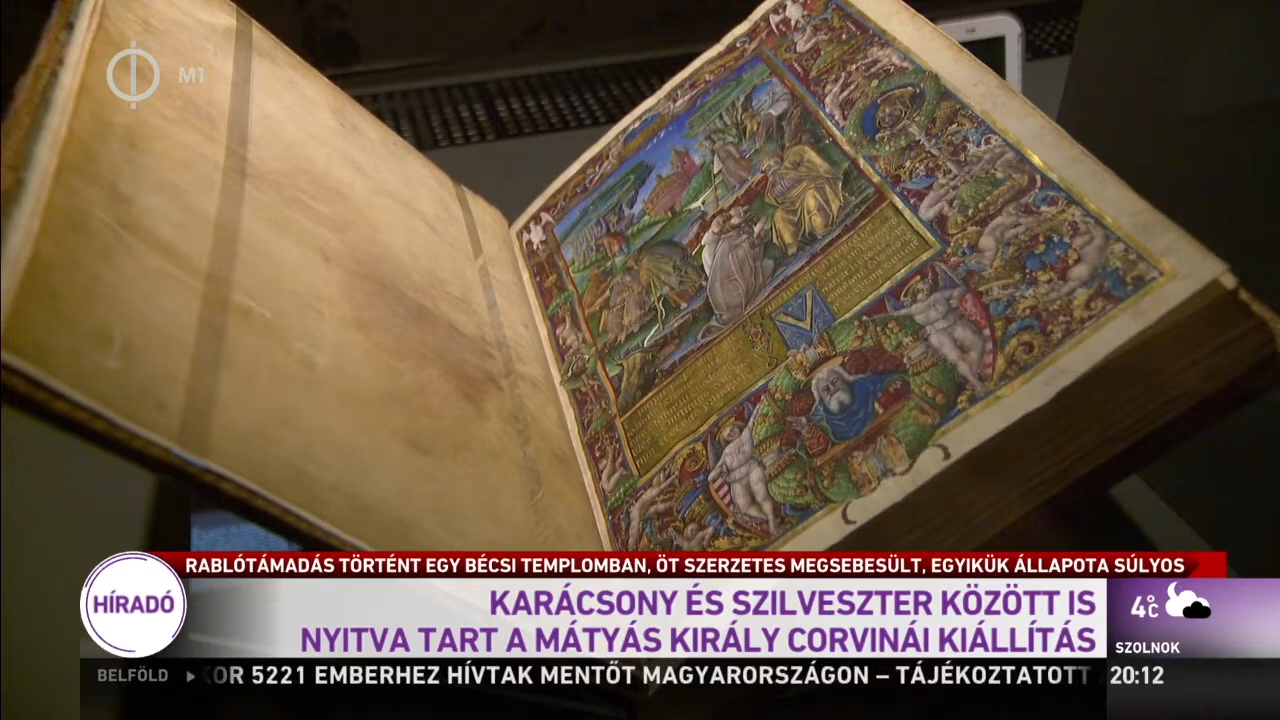 M1
RABLÓTÁMADÁS TÖRTÉNT EGY BÉCSI TEMPLOMBAN, ÖT SZERZETES MEGSEBESÜLT, EGYIKÜK ÁLLAPOTA SÚLYOS
HÍRADÓ
KARÁCSONY ÉS SZILVESZTER KÖZÖTT IS
NYITVA TART A MÁTYÁS KIRÁLY CORVINÁI KIÁLLÍTÁS
4°C
SZOLNOK
BELFÖLD
KOR 5221 EMBERHEZ HÍVTAK MENTŐT MAGYARORSZÁGON – TÁJÉKOZTATOTT
20:12